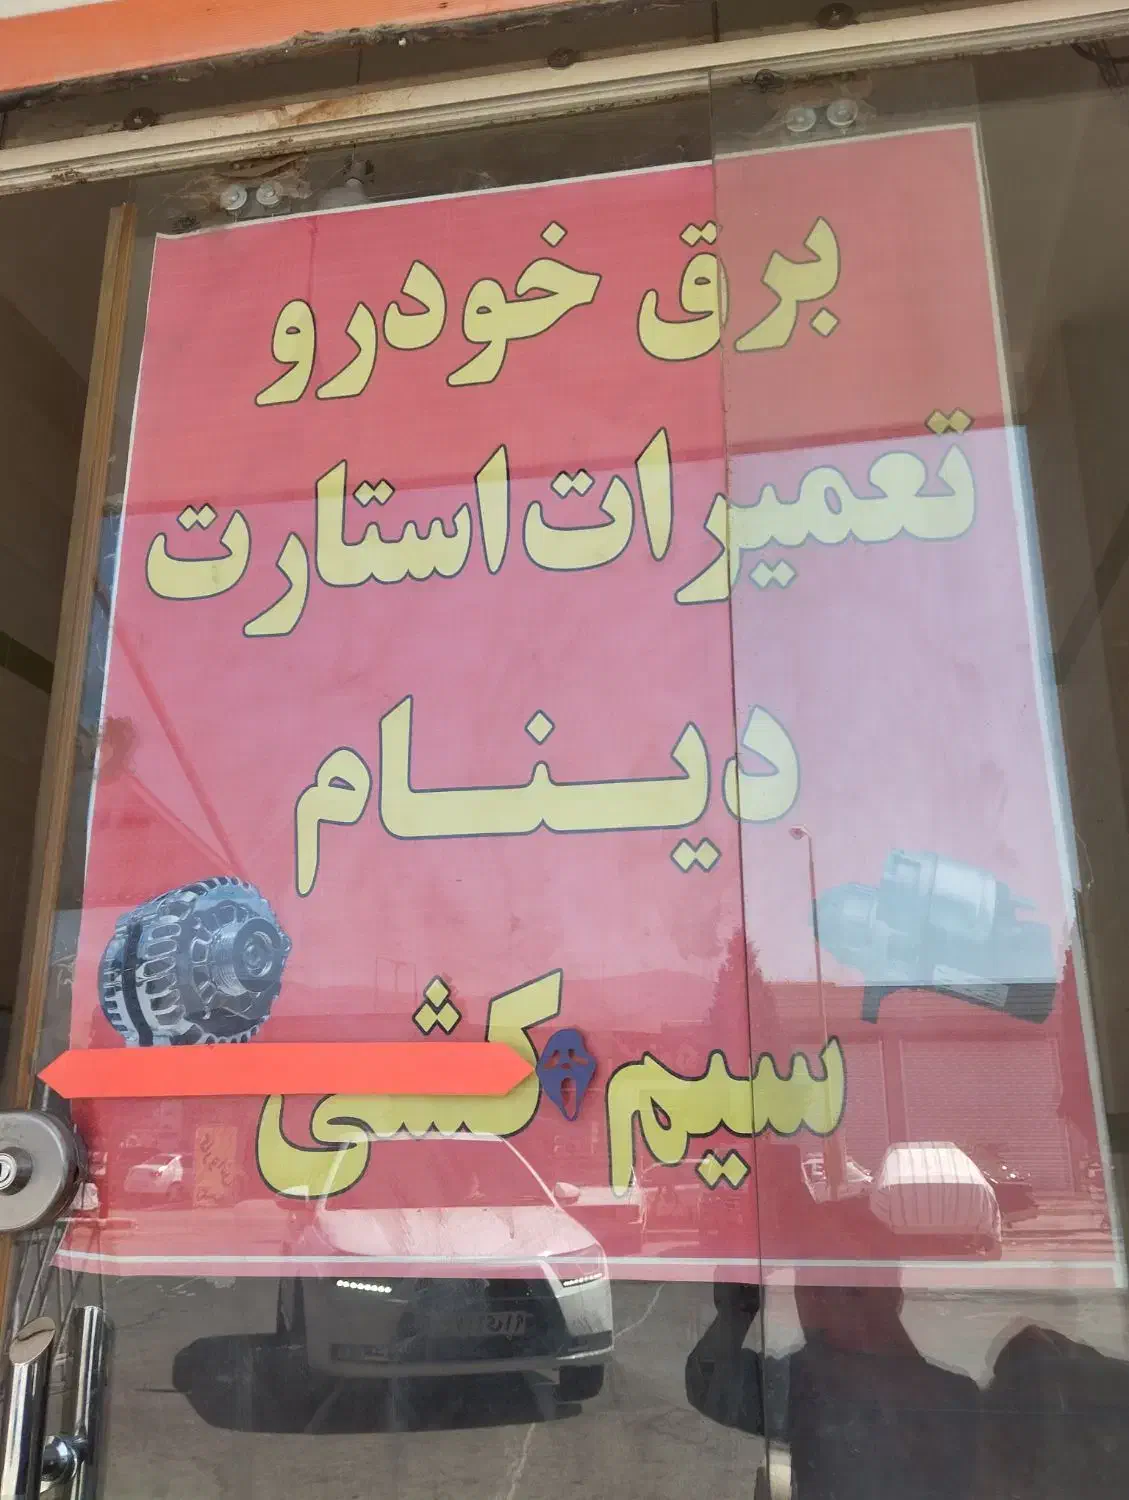 برق خودرو
تعمیرات استارت
دینام
سیم کشی